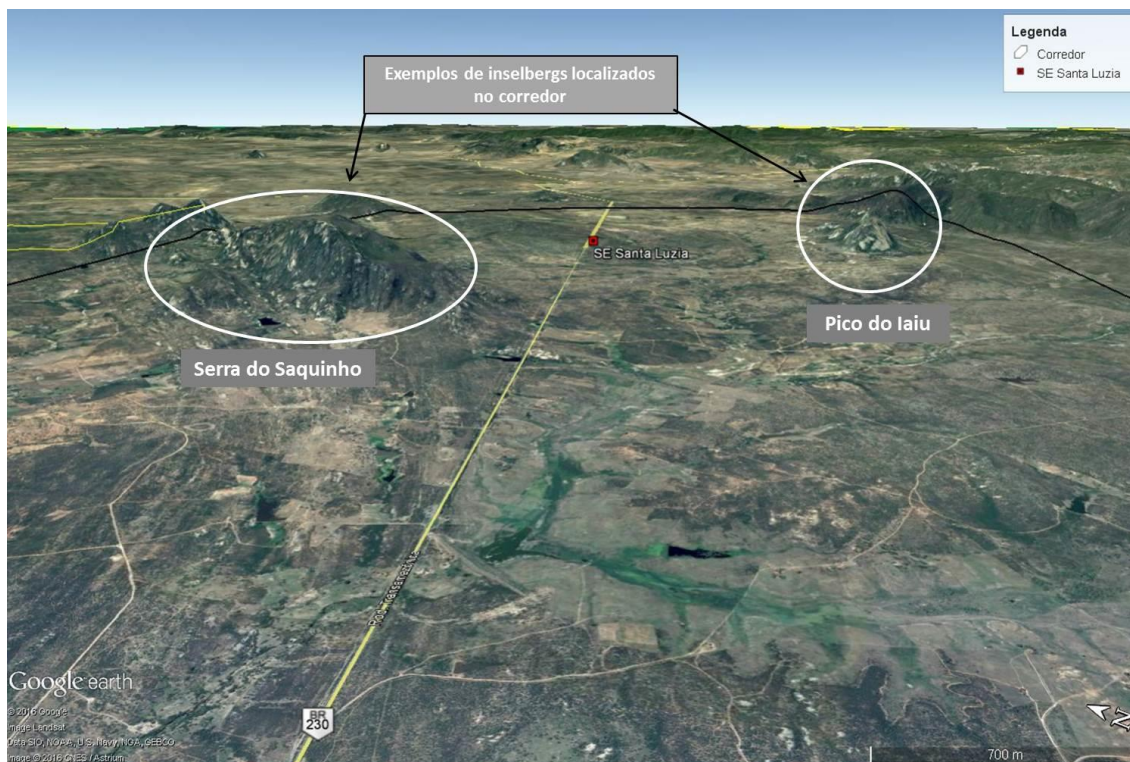 Legenda
Corredor
SE Santa Luzia
Exemplos de inselbergs localizados
no corredor
SE Santa Luzia
Pico do Iaiu
Serra do Saquinho
BR
230
Google earth
© 2016 Google
Image Landsat
Data SIO, NOAA, U.S. Navy, NGA, GEBCO
Image © 2016 CNES / Astrium
N
700 m